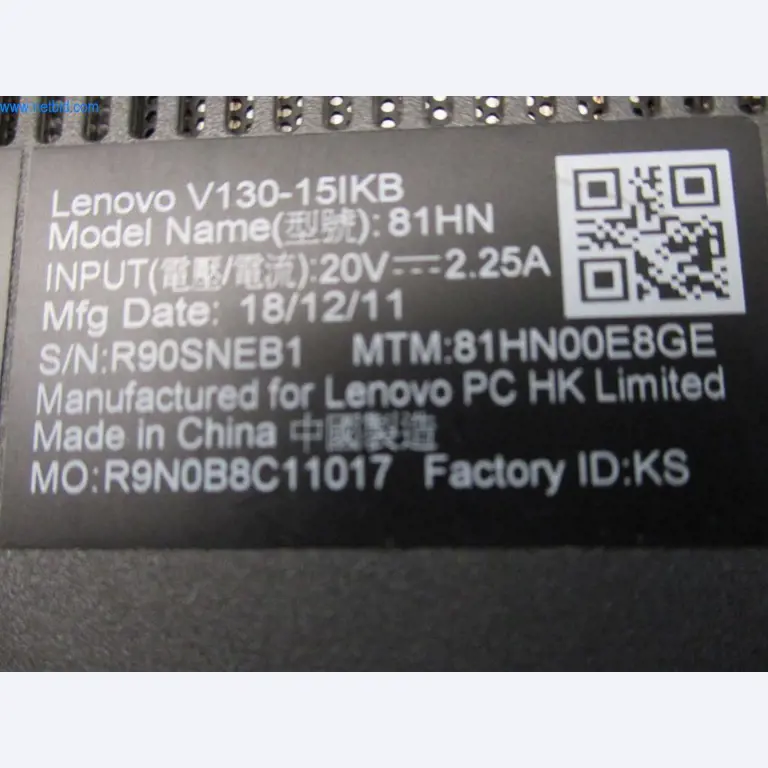 www.netbid.com
Lenovo V130-15IKB
Model Name(型號): 81HN
INPUT(電壓/電流):20V⎓2.25A
Mfg Date: 18/12/11
S/N:R90SNEB1 MTM:81HN00E8GE
Manufactured for Lenovo PC HK Limited
Made in China 中國製造
MO:R9N0B8C11017 Factory ID:KS